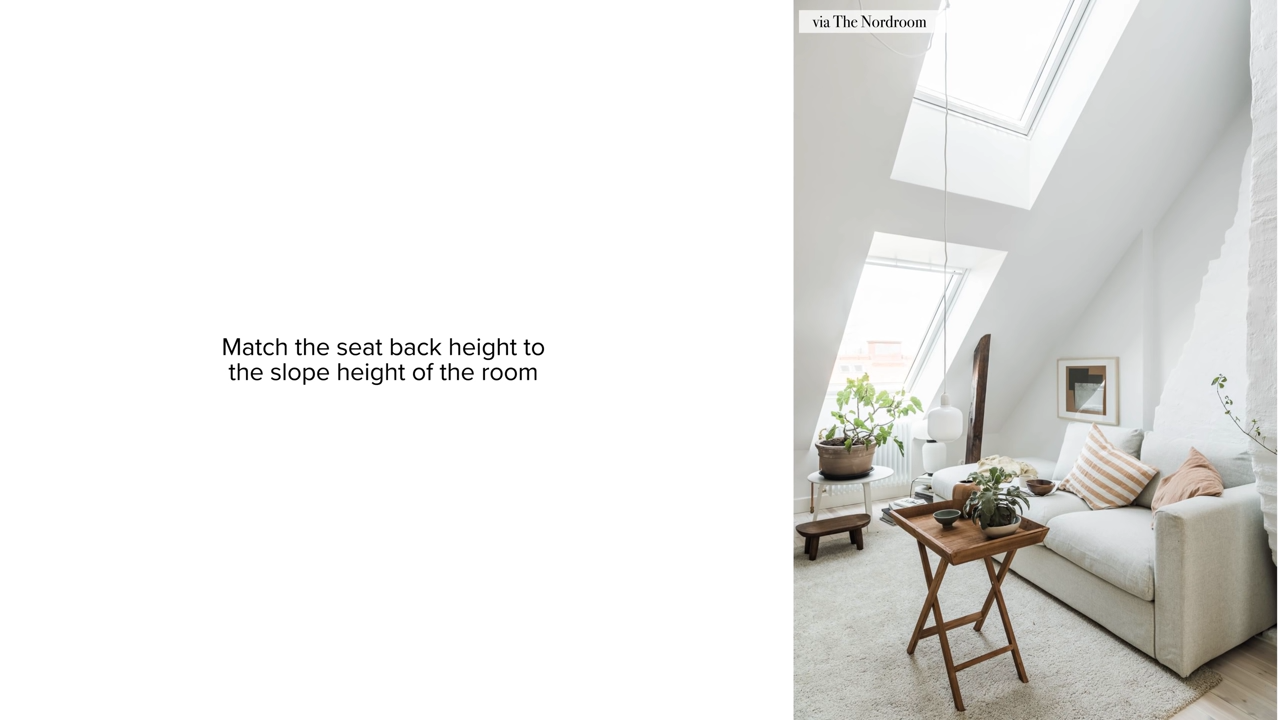 via The Nordroom
Match the seat back height to
the slope height of the room